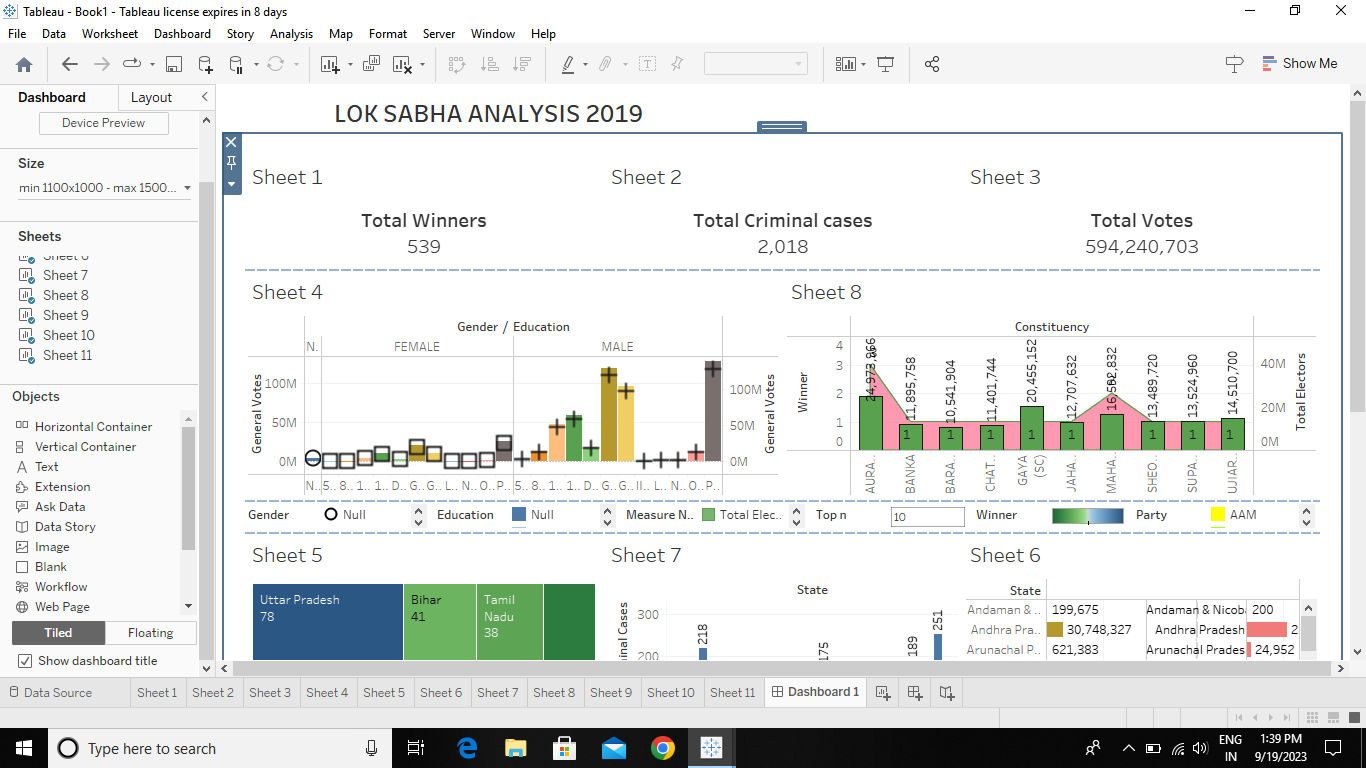 Tableau - Book1 - Tableau license expires in 8 days
File Data Worksheet Dashboard Story Analysis Map Format Server Window Help
Show Me
Dashboard Layout
Device Preview
Size
min 1100x1000 - max 1500...
Sheets
Sheet 6
Sheet 7
Sheet 8
Sheet 9
Sheet 10
Sheet 11
Objects
Horizontal Container
Vertical Container
Text
Extension
Ask Data
Data Story
Image
Blank
Workflow
Web Page
Tiled Floating
Show dashboard title
LOK SABHA ANALYSIS 2019
Sheet 1 Sheet 2 Sheet 3
Total Winners Total Criminal cases Total Votes
539 2,018 594,240,703
Sheet 4
Gender / Education
N. FEMALE MALE
General Votes
100M
50M
0M
100M
50M
0M
General Votes
N.. 5.. 8.. 1.. 1.. D.. G.. G.. L.. N.. O.. P.. 5.. 8.. 1.. 1.. D.. G.. G.. Il.. L.. N.. O.. P..
Sheet 8
Constituency
Winner
4
3
2
1
0
24,973,866 11,895,758 10,541,904 11,401,744 20,455,152 12,707,632 16,502,832 13,489,720 13,524,960 14,510,700
1 1 1 1 1 1 1 1
40M
20M
0M
Total Electors
AURA.. BANKA BARA.. CHAT.. GAYA (SC) JAHA.. MAHA.. SHEO.. SUPA.. UJIAR..
Gender Null Education Null Measure N.. Total Elec.. Top n 10 Winner Party AAM
Sheet 5 Sheet 7 Sheet 6
Uttar Pradesh
78
Bihar
41
Tamil
Nadu
38
State
300
200
218 175 189 251
State
Andaman & .. 199,675 Andaman & Nicoba 200
Andhra Pra.. 30,748,327 Andhra Pradesh 2
Arunachal P.. 621,383 Arunachal Prades 24,952
Data Source Sheet 1 Sheet 2 Sheet 3 Sheet 4 Sheet 5 Sheet 6 Sheet 7 Sheet 8 Sheet 9 Sheet 10 Sheet 11 Dashboard 1
Type here to search
ENG
IN
1:39 PM
9/19/2023